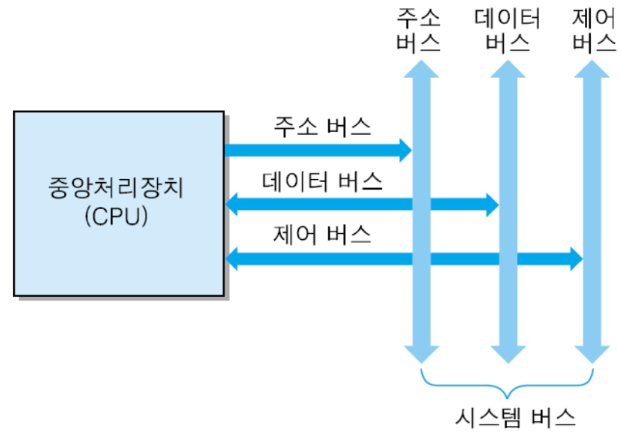 주소
버스
데이터
버스
제어
버스
주소 버스
데이터 버스
제어 버스
중앙처리장치
(CPU)
시스템 버스